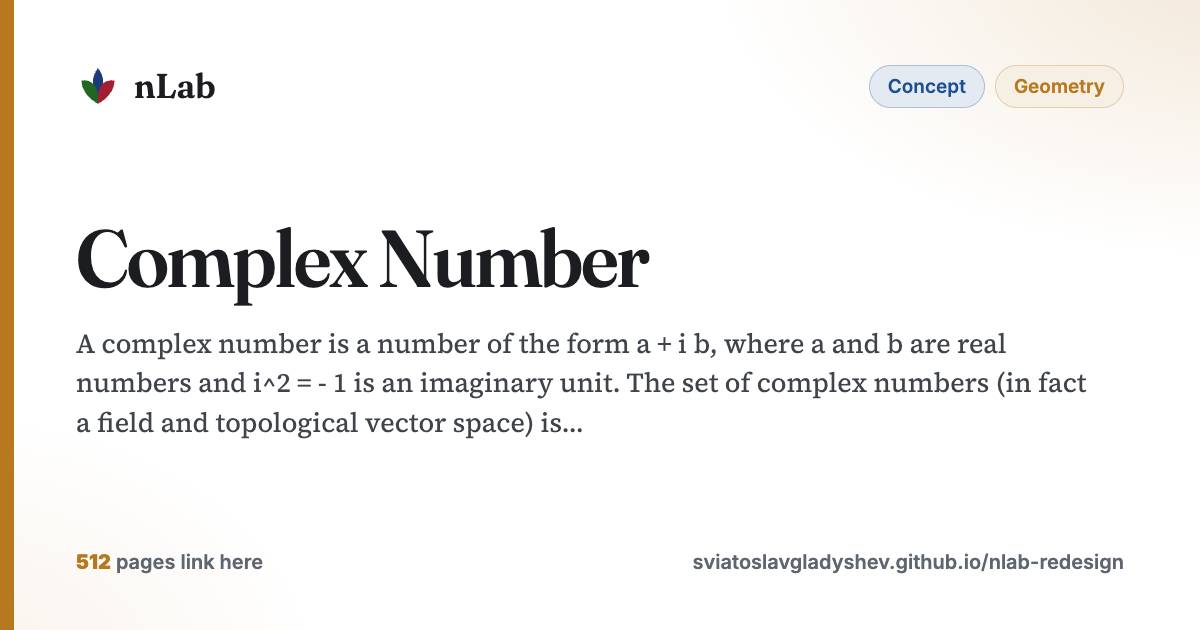 nLab
Concept
Geometry
Complex Number
A complex number is a number of the form a + i b, where a and b are real
numbers and i^2 = - 1 is an imaginary unit. The set of complex numbers (in fact
a field and topological vector space) is...
512 pages link here
sviatoslavgladyshev.github.io/nlab-redesign